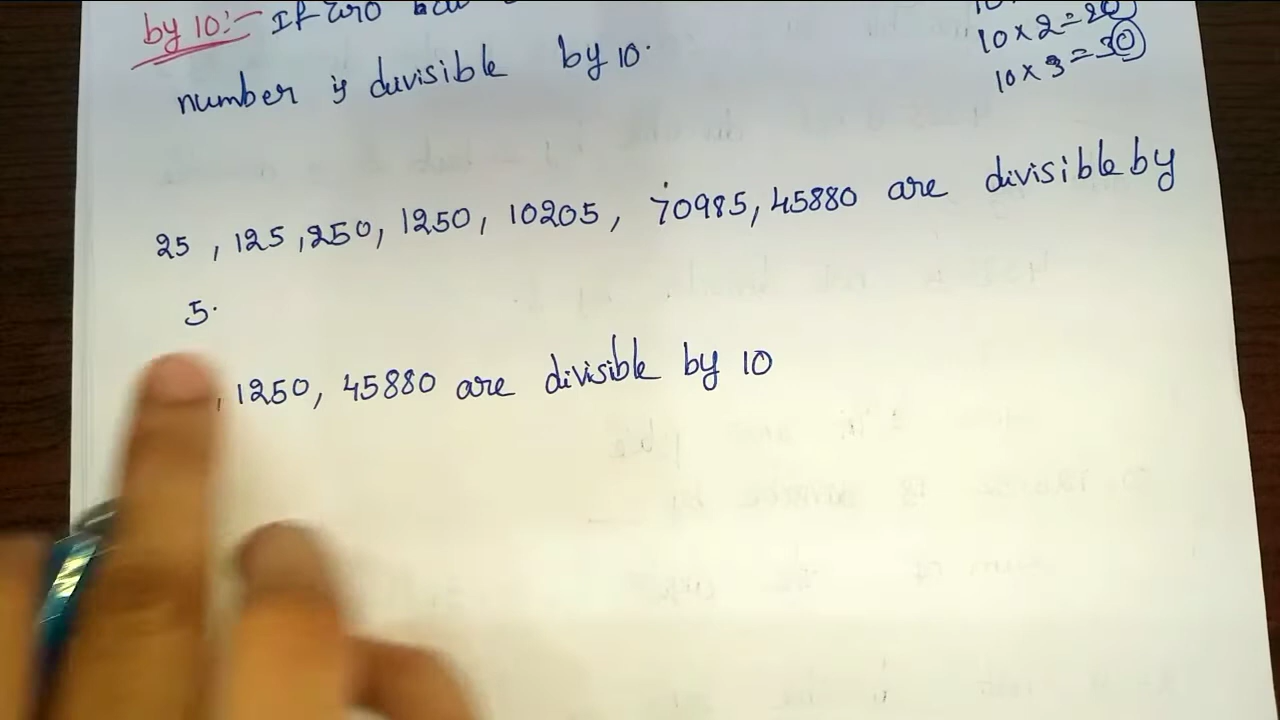 by 10:- If zero
10 × 2 = 20
10 × 3 = 30
number is divisible by 10.
25, 125, 250, 1250, 10205, 70985, 45880 are divisible by
5.
, 1250, 45880 are divisible by 10